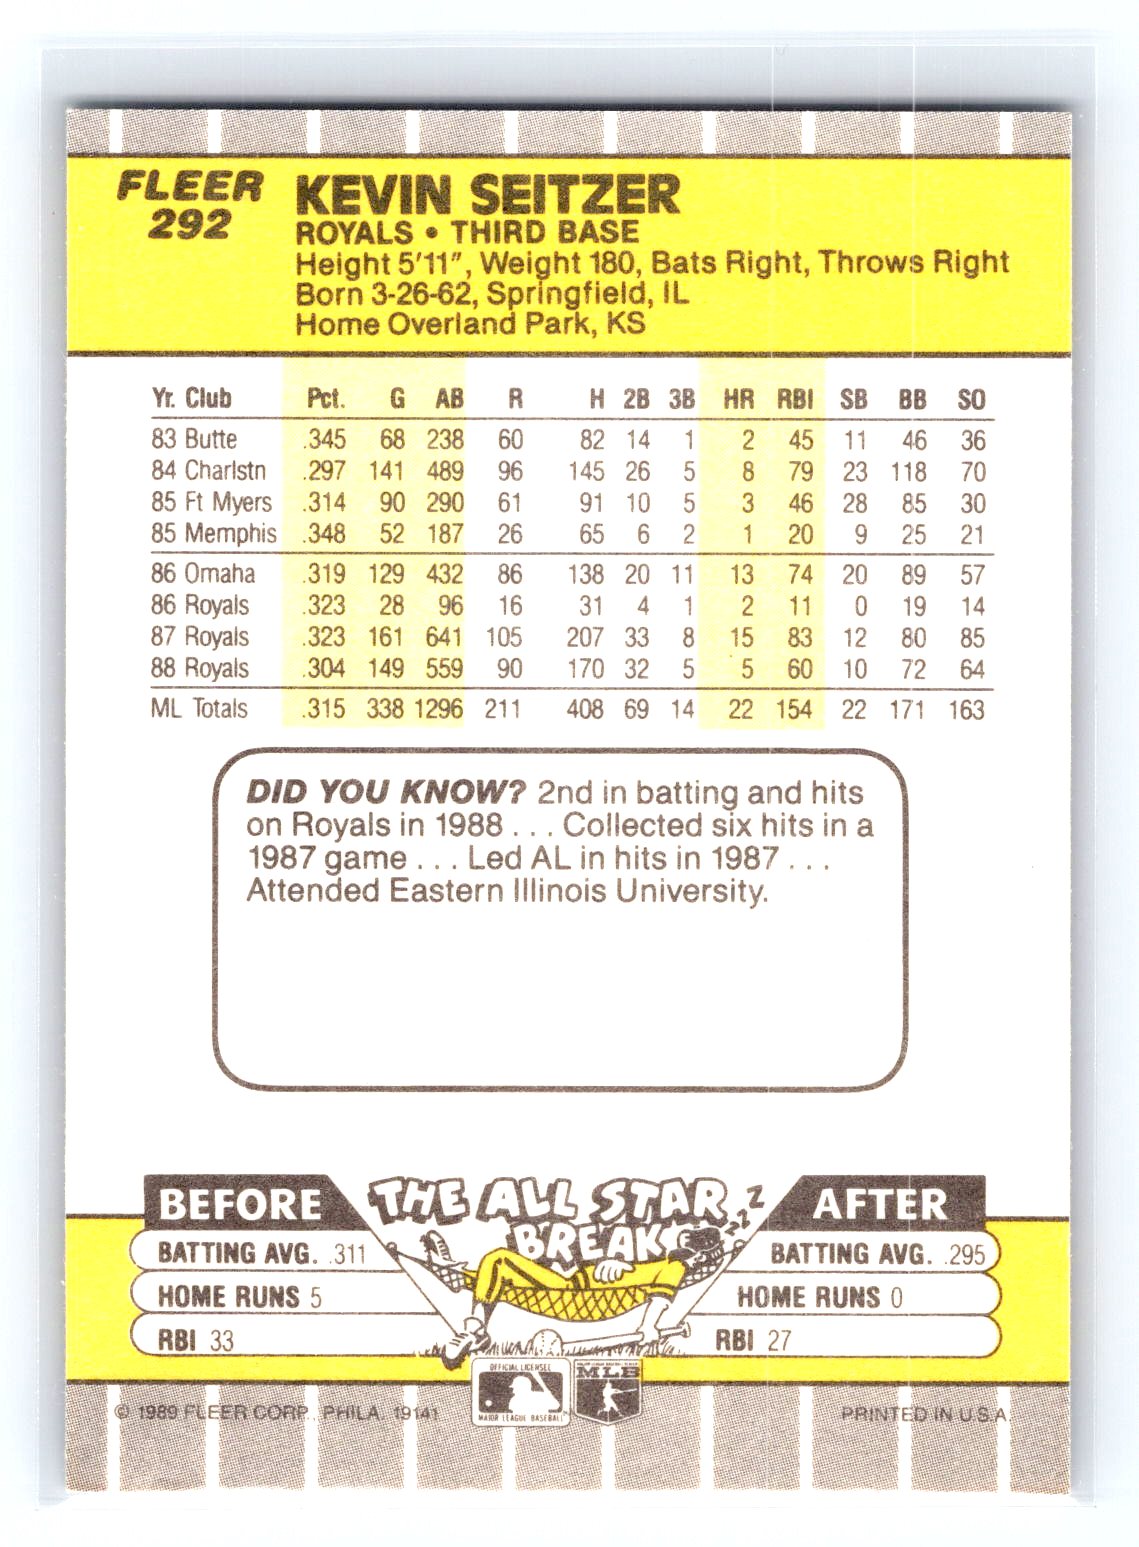 FLEER
292
KEVIN SEITZER
ROYALS • THIRD BASE
Height 5'11", Weight 180, Bats Right, Throws Right
Born 3-26-62, Springfield, IL
Home Overland Park, KS
Yr. Club Pct. G AB R H 2B 3B HR RBI SB BB SO
83 Butte .345 68 238 60 82 14 1 2 45 11 46 36
84 Charlstn .297 141 489 96 145 26 5 8 79 23 118 70
85 Ft Myers .314 90 290 61 91 10 5 3 46 28 85 30
85 Memphis .348 52 187 26 65 6 2 1 20 9 25 21
86 Omaha .319 129 432 86 138 20 11 13 74 20 89 57
86 Royals .323 28 96 16 31 4 1 2 11 0 19 14
87 Royals .323 161 641 105 207 33 8 15 83 12 80 85
88 Royals .304 149 559 90 170 32 5 5 60 10 72 64
ML Totals .315 338 1296 211 408 69 14 22 154 22 171 163
DID YOU KNOW? 2nd in batting and hits
on Royals in 1988 . . . Collected six hits in a
1987 game . . . Led AL in hits in 1987 . . .
Attended Eastern Illinois University.
THE ALL STAR
BREAK
ZZZZ
BEFORE
BATTING AVG. .311
HOME RUNS 5
RBI 33
AFTER
BATTING AVG. .295
HOME RUNS 0
RBI 27
OFFICIAL LICENSEE
MAJOR LEAGUE BASEBALL
MLB
© 1989 FLEER CORP., PHILA. 19141
PRINTED IN U.S.A.